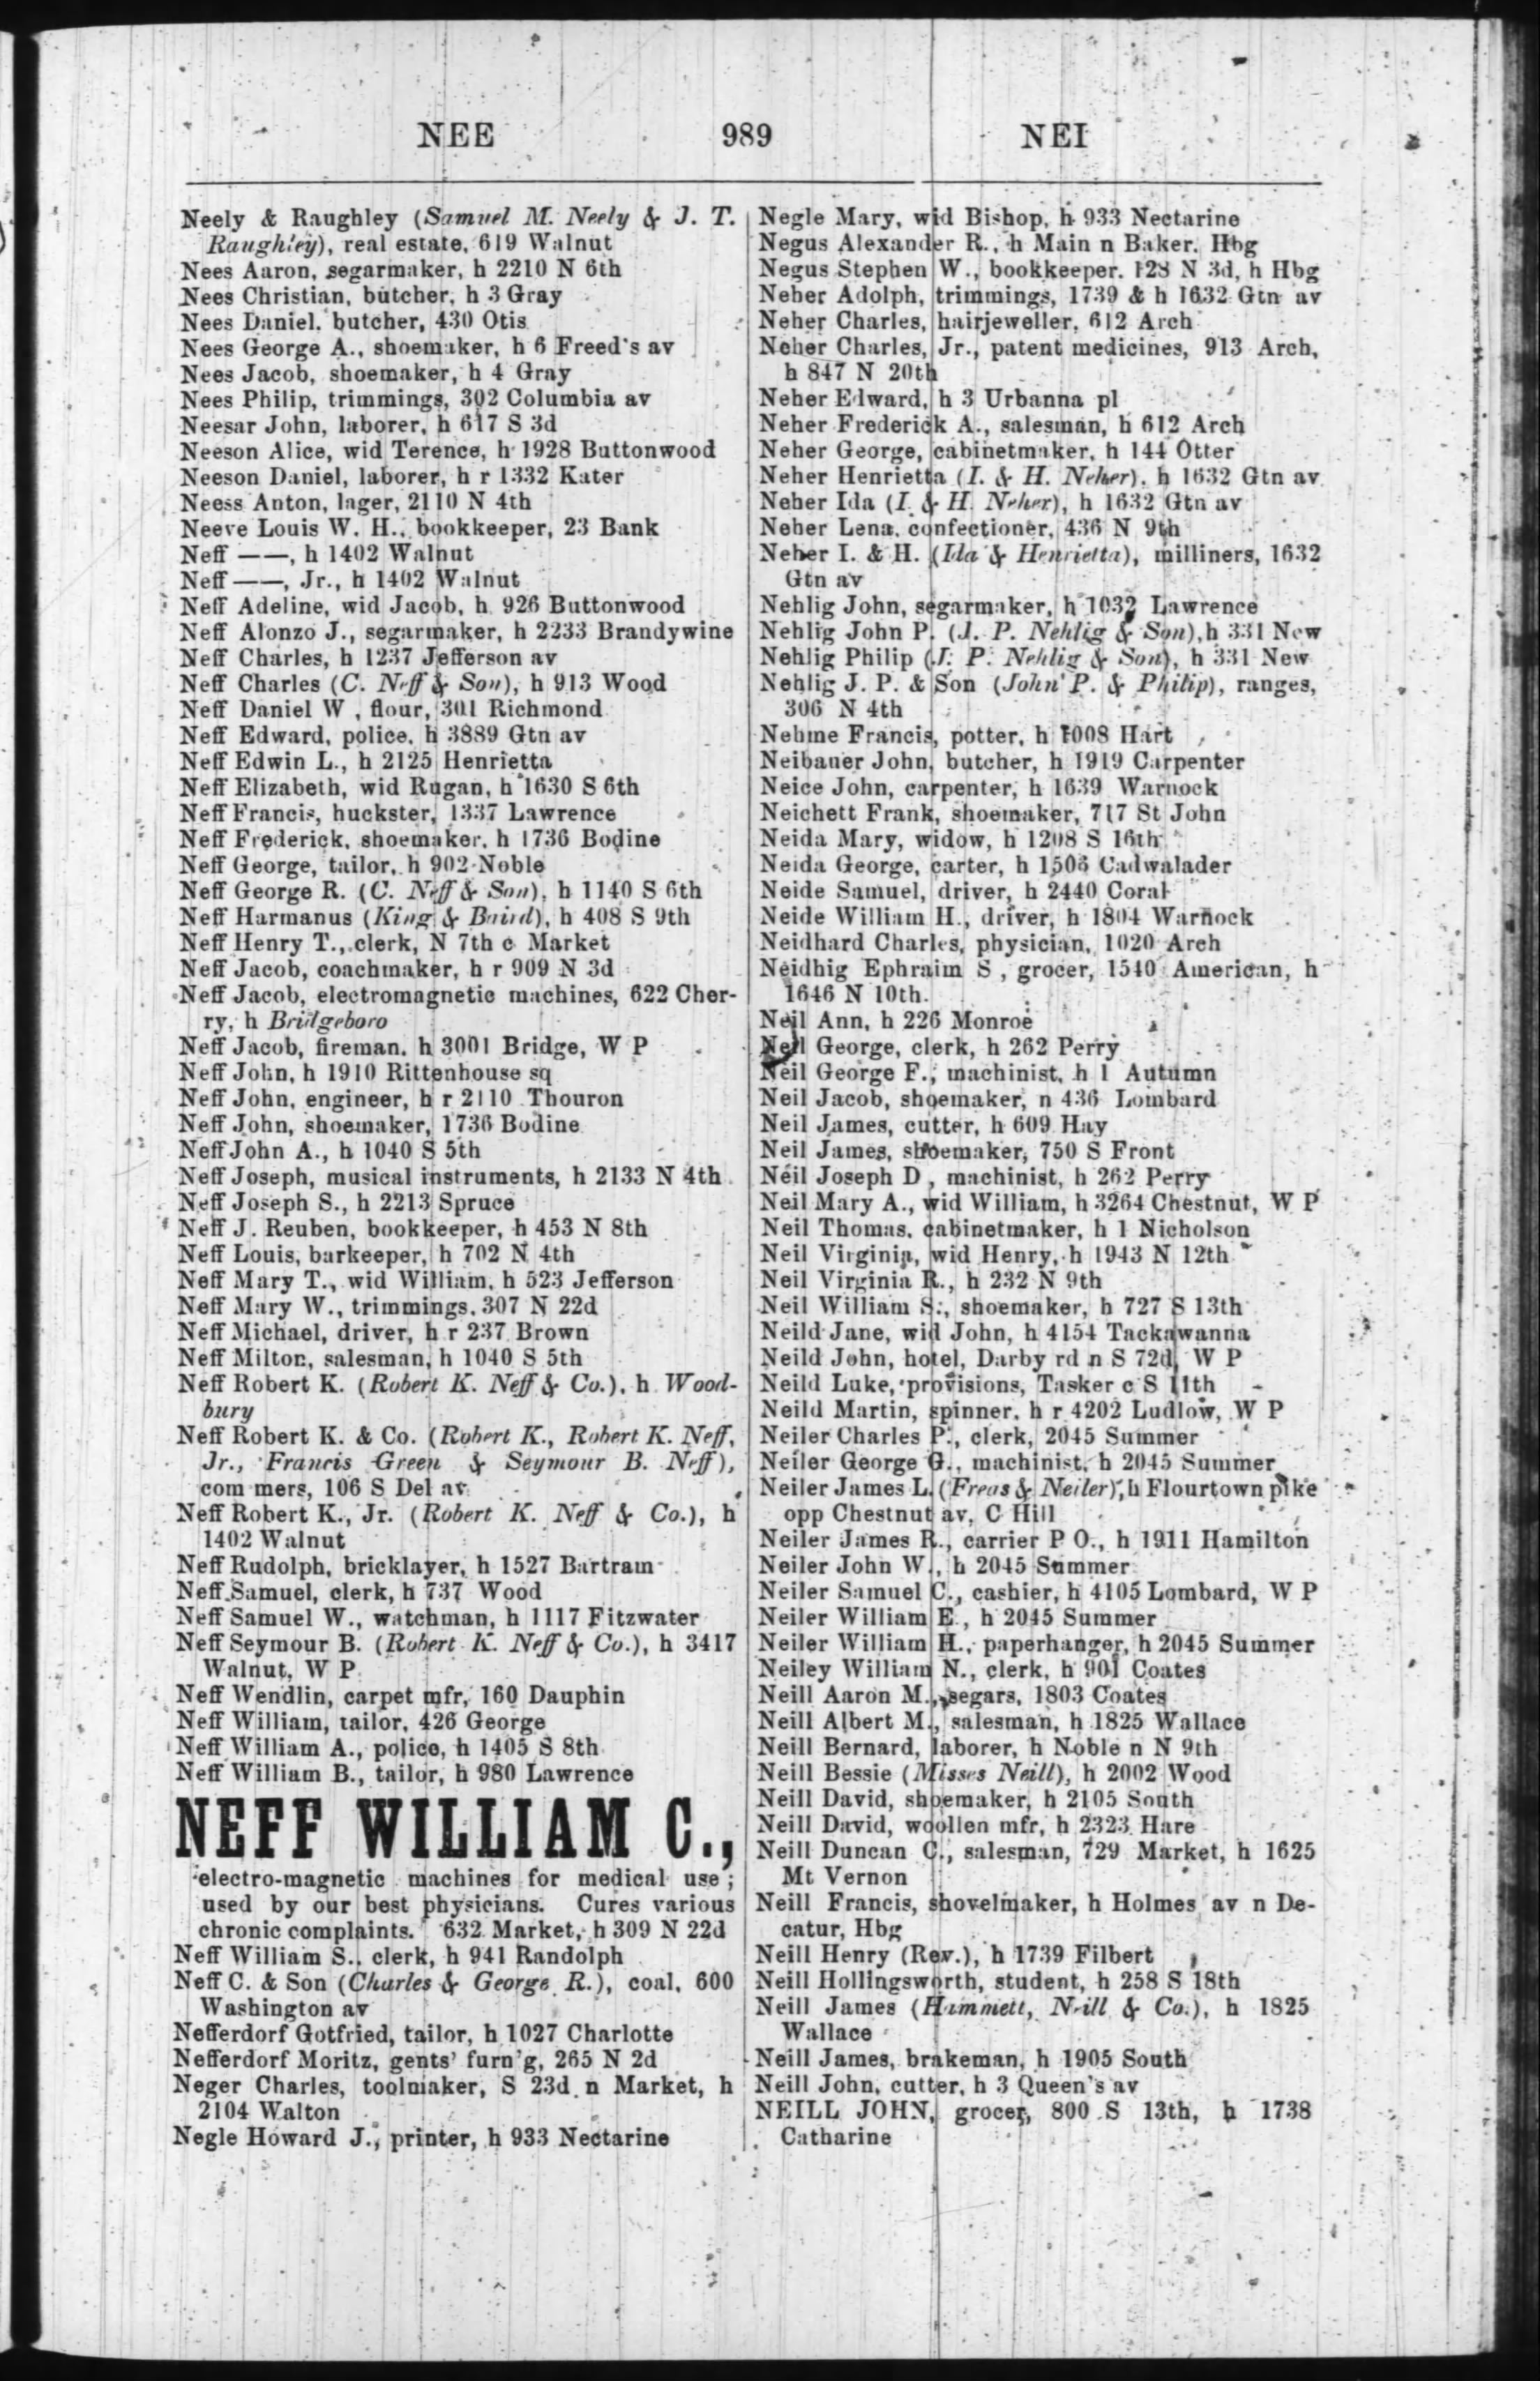 NEE 989 NEI
Neely & Raughley (Samuel M. Neely & J. T.
Raughley), real estate, 619 Walnut
Nees Aaron, segarmaker, h 2210 N 6th
Nees Christian, butcher, h 3 Gray
Nees Daniel, butcher, 430 Otis
Nees George A., shoemaker, h 6 Freed's av
Nees Jacob, shoemaker, h 4 Gray
Nees Philip, trimmings, 302 Columbia av
Neesar John, laborer, h 617 S 3d
Neeson Alice, wid Terence, h 1928 Buttonwood
Neeson Daniel, laborer, h r 1332 Kater
Neess Anton, lager, 2110 N 4th
Neeve Louis W. H., bookkeeper, 23 Bank
Neff ——, h 1402 Walnut
Neff ——, Jr., h 1402 Walnut
Neff Adeline, wid Jacob, h 926 Buttonwood
Neff Alonzo J., segarmaker, h 2233 Brandywine
Neff Charles, h 1237 Jefferson av
Neff Charles (C. Neff & Son), h 913 Wood
Neff Daniel W , flour, 301 Richmond
Neff Edward, police, h 3889 Gtn av
Neff Edwin L., h 2125 Henrietta
Neff Elizabeth, wid Rugan, h 1630 S 6th
Neff Francis, huckster, 1337 Lawrence
Neff Frederick, shoemaker, h 1736 Bodine
Neff George, tailor, h 902 Noble
Neff George R. (C. Neff & Son), h 1140 S 6th
Neff Harmanus (King & Baird), h 408 S 9th
Neff Henry T., clerk, N 7th c Market
Neff Jacob, coachmaker, h r 909 N 3d
Neff Jacob, electromagnetic machines, 622 Cher-
ry, h Bridgeboro
Neff Jacob, fireman, h 3001 Bridge, W P
Neff John, h 1910 Rittenhouse sq
Neff John, engineer, h r 2110 Thouron
Neff John, shoemaker, 1736 Bodine
Neff John A., h 1040 S 5th
Neff Joseph, musical instruments, h 2133 N 4th
Neff Joseph S., h 2213 Spruce
Neff J. Reuben, bookkeeper, h 453 N 8th
Neff Louis, barkeeper, h 702 N 4th
Neff Mary T., wid William, h 523 Jefferson
Neff Mary W., trimmings, 307 N 22d
Neff Michael, driver, h r 237 Brown
Neff Milton, salesman, h 1040 S 5th
Neff Robert K. (Robert K. Neff & Co.), h Wood-
bury
Neff Robert K. & Co. (Robert K., Robert K. Neff,
Jr., Francis Green & Seymour B. Neff),
com mers, 106 S Del av
Neff Robert K., Jr. (Robert K. Neff & Co.), h
1402 Walnut
Neff Rudolph, bricklayer, h 1527 Bartram
Neff Samuel, clerk, h 737 Wood
Neff Samuel W., watchman, h 1117 Fitzwater
Neff Seymour B. (Robert K. Neff & Co.), h 3417
Walnut, W P
Neff Wendlin, carpet mfr, 160 Dauphin
Neff William, tailor, 426 George
Neff William A., police, h 1405 S 8th
Neff William B., tailor, h 980 Lawrence
NEFF WILLIAM C.,
electro-magnetic machines for medical use ;
used by our best physicians. Cures various
chronic complaints. 632 Market, h 309 N 22d
Neff William S., clerk, h 941 Randolph
Neff C. & Son (Charles & George R.), coal, 600
Washington av
Nefferdorf Gotfried, tailor, h 1027 Charlotte
Nefferdorf Moritz, gents' furn'g, 265 N 2d
Neger Charles, toolmaker, S 23d n Market, h
2104 Walton
Negle Howard J., printer, h 933 Nectarine
Negle Mary, wid Bishop, h 933 Nectarine
Negus Alexander R., h Main n Baker, Hbg
Negus Stephen W., bookkeeper, 128 N 3d, h Hbg
Neher Adolph, trimmings, 1739 & h 1632 Gtn av
Neher Charles, hairjeweller, 612 Arch
Neher Charles, Jr., patent medicines, 913 Arch,
h 847 N 20th
Neher Edward, h 3 Urbanna pl
Neher Frederick A., salesman, h 612 Arch
Neher George, cabinetmaker, h 144 Otter
Neher Henrietta (I. & H. Neher), h 1632 Gtn av
Neher Ida (I. & H. Neher), h 1632 Gtn av
Neher Lena, confectioner, 436 N 9th
Neher I. & H. (Ida & Henrietta), milliners, 1632
Gtn av
Nehlig John, segarmaker, h 1032 Lawrence
Nehlig John P. (J. P. Nehlig & Son), h 331 New
Nehlig Philip (J. P. Nehlig & Son), h 331 New
Nehlig J. P. & Son (John P. & Philip), ranges,
306 N 4th
Nehme Francis, potter, h 1008 Hart
Neibauer John, butcher, h 1919 Carpenter
Neice John, carpenter, h 1639 Warnock
Neichett Frank, shoemaker, 717 St John
Neida Mary, widow, h 1208 S 16th
Neida George, carter, h 1506 Cadwalader
Neide Samuel, driver, h 2440 Coral
Neide William H., driver, h 1804 Warnock
Neidhard Charles, physician, 1020 Arch
Neidhig Ephraim S , grocer, 1540 American, h
1646 N 10th.
Neil Ann, h 226 Monroe
Neil George, clerk, h 262 Perry
Neil George F., machinist, h 1 Autumn
Neil Jacob, shoemaker, n 436 Lombard
Neil James, cutter, h 609 Hay
Neil James, shoemaker, 750 S Front
Neil Joseph D , machinist, h 262 Perry
Neil Mary A., wid William, h 3264 Chestnut, W P
Neil Thomas, cabinetmaker, h 1 Nicholson
Neil Virginia, wid Henry, h 1943 N 12th
Neil Virginia R., h 232 N 9th
Neil William S., shoemaker, h 727 S 13th
Neild Jane, wid John, h 4154 Tackawanna
Neild John, hotel, Darby rd n S 72d, W P
Neild Luke, provisions, Tasker c S 11th
Neild Martin, spinner, h r 4202 Ludlow, W P
Neiler Charles P., clerk, 2045 Summer
Neiler George G., machinist, h 2045 Summer
Neiler James L. (Freas & Neiler), h Flourtown pike
opp Chestnut av, C Hill
Neiler James R., carrier P O., h 1911 Hamilton
Neiler John W., h 2045 Summer
Neiler Samuel C., cashier, h 4105 Lombard, W P
Neiler William E., h 2045 Summer
Neiler William H., paperhanger, h 2045 Summer
Neiley William N., clerk, h 901 Coates
Neill Aaron M., segars, 1803 Coates
Neill Albert M., salesman, h 1825 Wallace
Neill Bernard, laborer, h Noble n N 9th
Neill Bessie (Misses Neill), h 2002 Wood
Neill David, shoemaker, h 2105 South
Neill David, woollen mfr, h 2323 Hare
Neill Duncan C., salesman, 729 Market, h 1625
Mt Vernon
Neill Francis, shovelmaker, h Holmes av n De-
catur, Hbg
Neill Henry (Rev.), h 1739 Filbert
Neill Hollingsworth, student, h 258 S 18th
Neill James (Hammett, Neill & Co.), h 1825
Wallace
Neill James, brakeman, h 1905 South
Neill John, cutter, h 3 Queen's av
NEILL JOHN, grocer, 800 S 13th, h 1738
Catharine